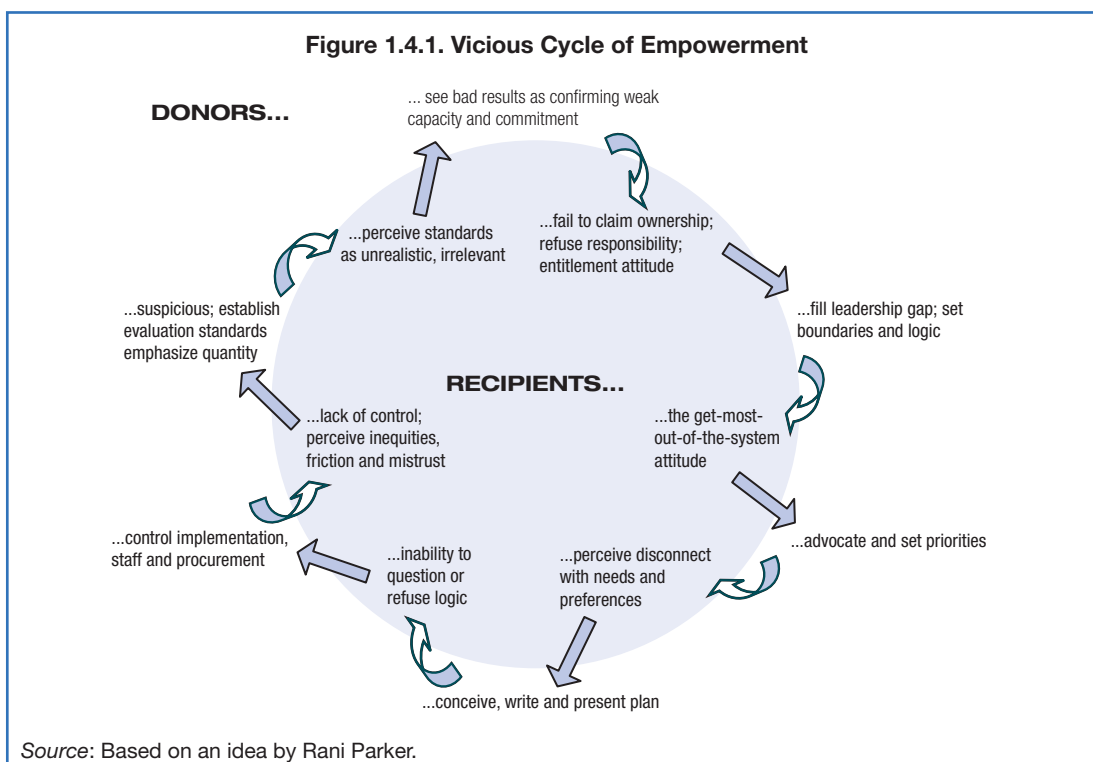 Figure 1.4.1. Vicious Cycle of Empowerment
DONORS...
... see bad results as confirming weak
capacity and commitment
...fail to claim ownership;
refuse responsibility;
entitlement attitude
...fill leadership gap; set
boundaries and logic
...the get-most-
out-of-the-system
attitude
...advocate and set priorities
...perceive disconnect
with needs and
preferences
...conceive, write and present plan
...inability to
question or
refuse logic
...control implementation,
staff and procurement
...lack of control;
perceive inequities,
friction and mistrust
...suspicious; establish
evaluation standards
emphasize quantity
...perceive standards
as unrealistic, irrelevant
RECIPIENTS...
Source: Based on an idea by Rani Parker.